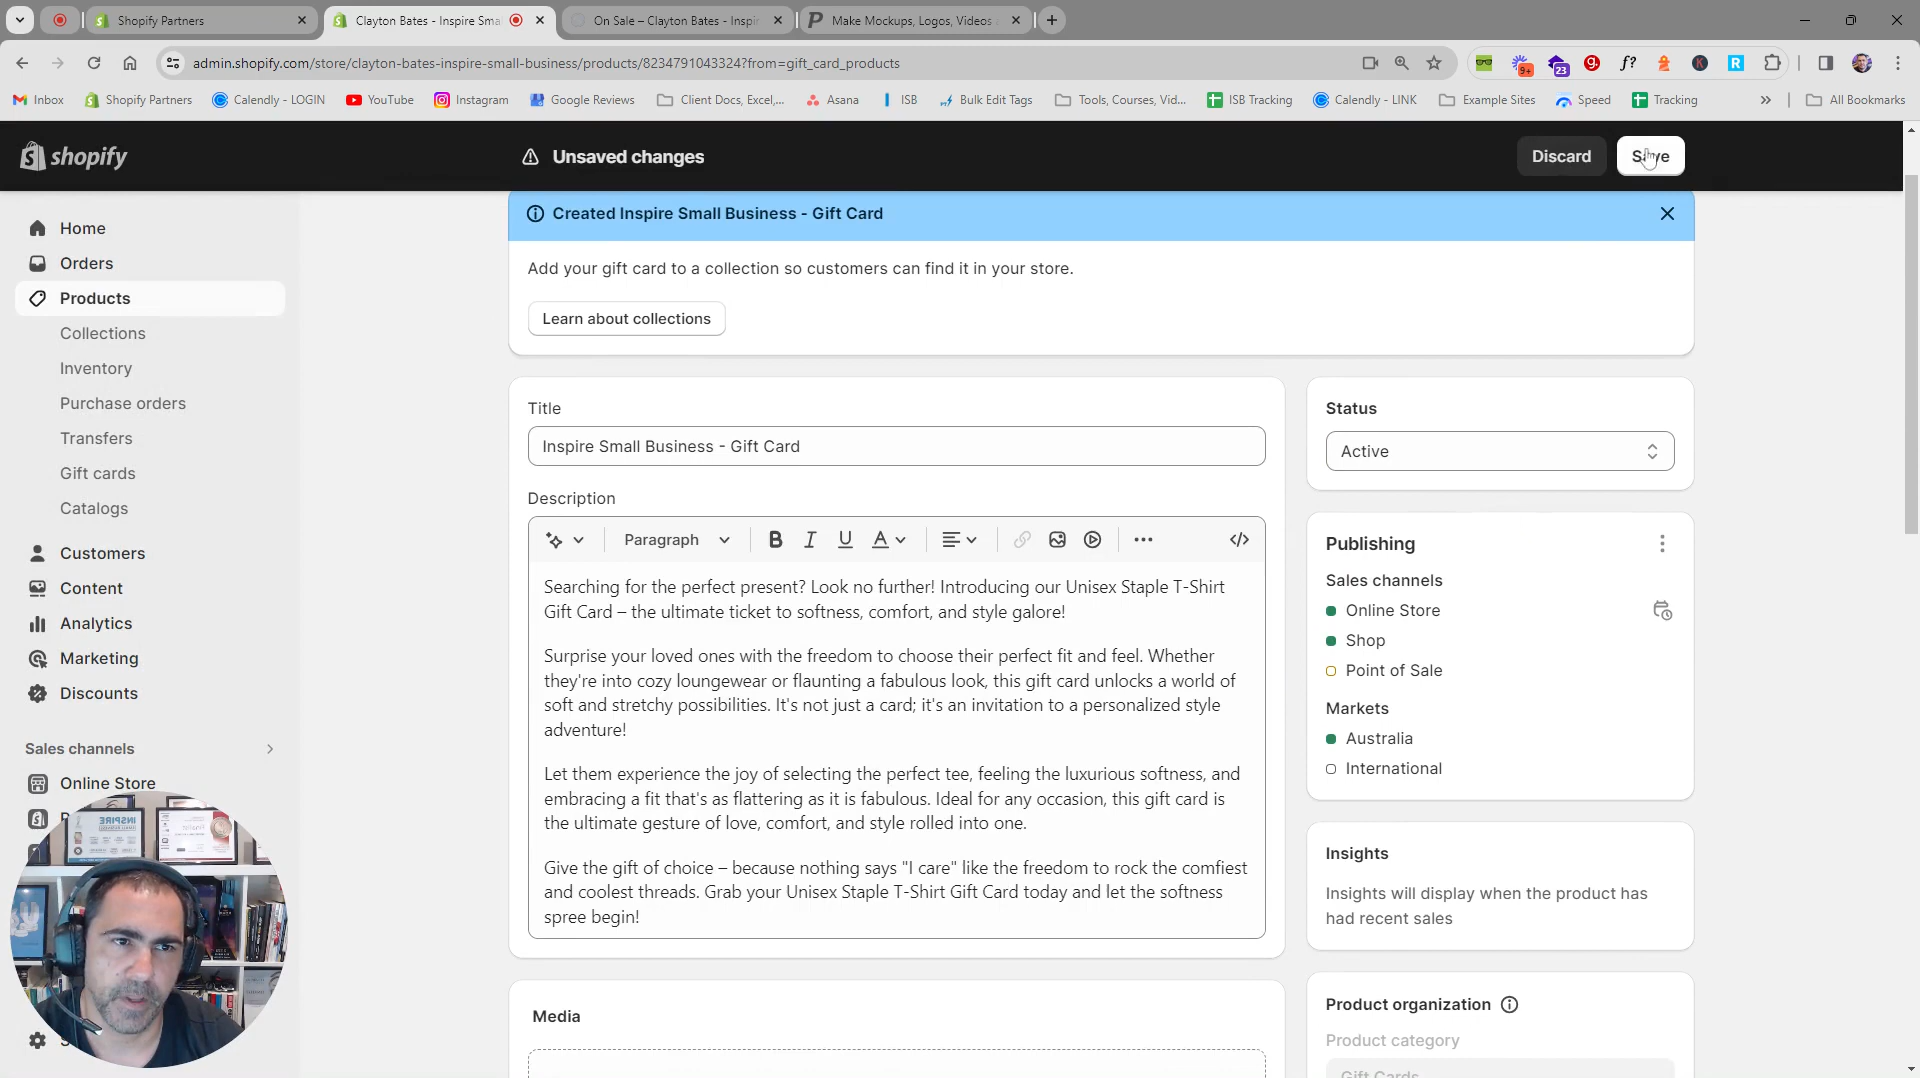 Shopify Partners
Clayton Bates - Inspire Sma
On Sale – Clayton Bates - Inspir
Make Mockups, Logos, Videos
admin.shopify.com/store/clayton-bates-inspire-small-business/products/8234791043324?from=gift_card_products
9+
23
Inbox
Shopify Partners
Calendly - LOGIN
YouTube
Instagram
Google Reviews
Client Docs, Excel,...
Asana
ISB
Bulk Edit Tags
Tools, Courses, Vid...
ISB Tracking
Calendly - LINK
Example Sites
Speed
Tracking
All Bookmarks
shopify
Unsaved changes
Discard
Save
Home
Orders
Products
Collections
Inventory
Purchase orders
Transfers
Gift cards
Catalogs
Customers
Content
Analytics
Marketing
Discounts
Sales channels
Online Store
Created Inspire Small Business - Gift Card
Add your gift card to a collection so customers can find it in your store.
Learn about collections
Title
Inspire Small Business - Gift Card
Description
Paragraph
Searching for the perfect present? Look no further! Introducing our Unisex Staple T-Shirt
Gift Card – the ultimate ticket to softness, comfort, and style galore!
Surprise your loved ones with the freedom to choose their perfect fit and feel. Whether
they're into cozy loungewear or flaunting a fabulous look, this gift card unlocks a world of
soft and stretchy possibilities. It's not just a card; it's an invitation to a personalized style
adventure!
Let them experience the joy of selecting the perfect tee, feeling the luxurious softness, and
embracing a fit that's as flattering as it is fabulous. Ideal for any occasion, this gift card is
the ultimate gesture of love, comfort, and style rolled into one.
Give the gift of choice – because nothing says "I care" like the freedom to rock the comfiest
and coolest threads. Grab your Unisex Staple T-Shirt Gift Card today and let the softness
spree begin!
Media
Status
Active
Publishing
Sales channels
Online Store
Shop
Point of Sale
Markets
Australia
International
Insights
Insights will display when the product has
had recent sales
Product organization
Product category
Gift Cards